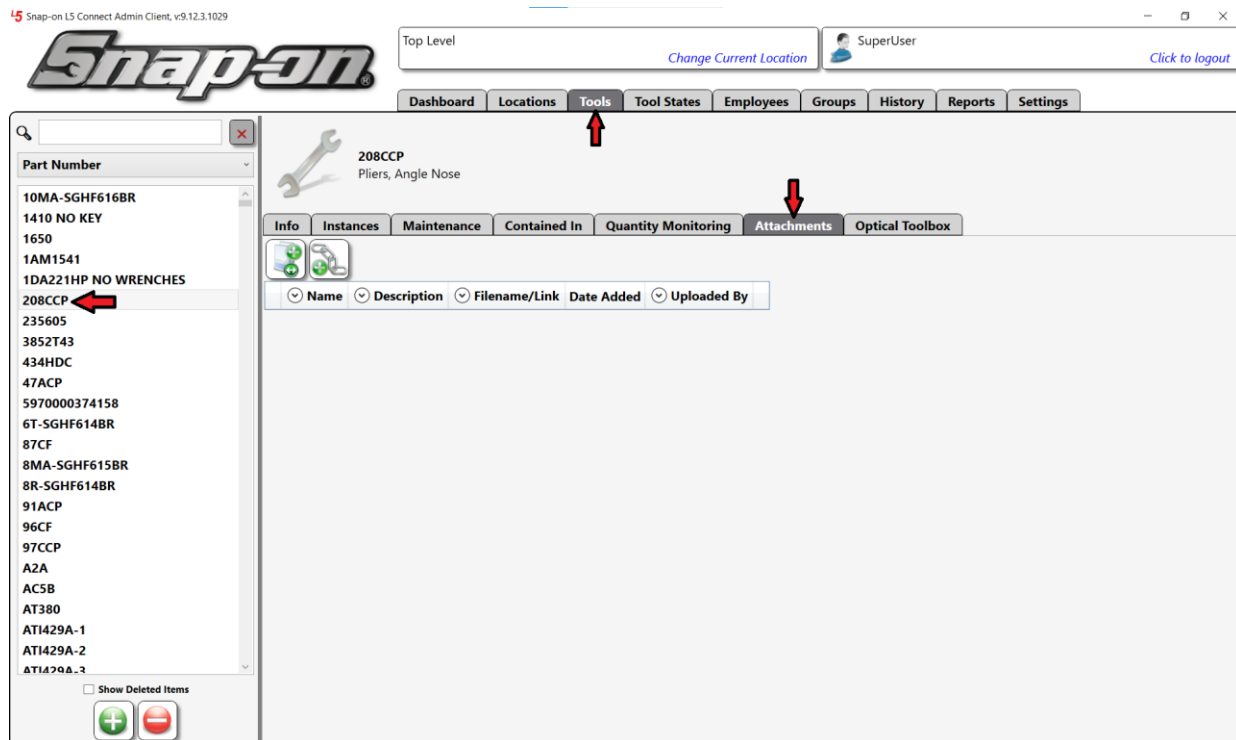 L5 Snap-on L5 Connect Admin Client, v:9.12.3.1029
Snap-on®
Top Level
Change Current Location
SuperUser
Click to logout
Dashboard Locations Tools Tool States Employees Groups History Reports Settings
Part Number
10MA-SGHF616BR
1410 NO KEY
1650
1AM1541
1DA221HP NO WRENCHES
208CCP
235605
3852T43
434HDC
47ACP
5970000374158
6T-SGHF614BR
87CF
8MA-SGHF615BR
8R-SGHF614BR
91ACP
96CF
97CCP
A2A
AC5B
AT380
ATI429A-1
ATI429A-2
ATI429A-3
Show Deleted Items
208CCP
Pliers, Angle Nose
Info Instances Maintenance Contained In Quantity Monitoring Attachments Optical Toolbox
Name Description Filename/Link Date Added Uploaded By